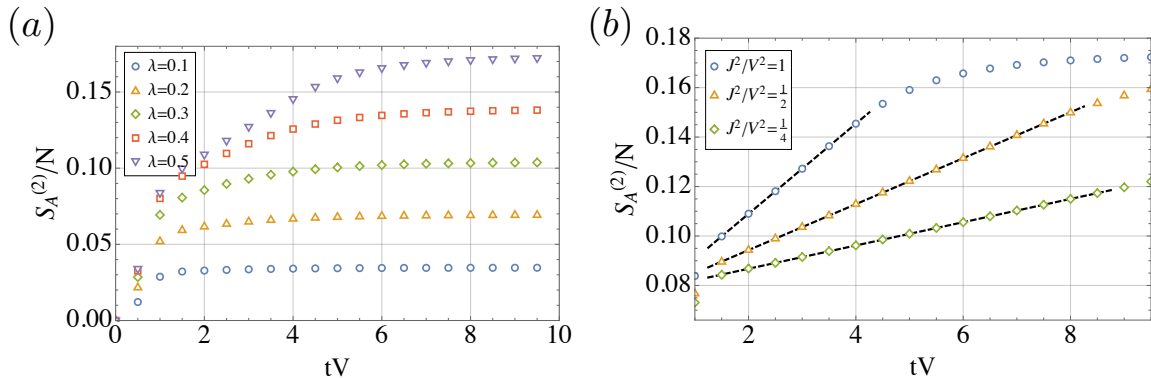 (a)
S_A^(2)/N
0.15
0.10
0.05
0.00
λ=0.1
λ=0.2
λ=0.3
λ=0.4
λ=0.5
0 2 4 6 8 10
tV
(b)
S_A^(2)/N
0.18
0.16
0.14
0.12
0.10
0.08
J²/V²=1
J²/V²=1/2
J²/V²=1/4
2 4 6 8
tV